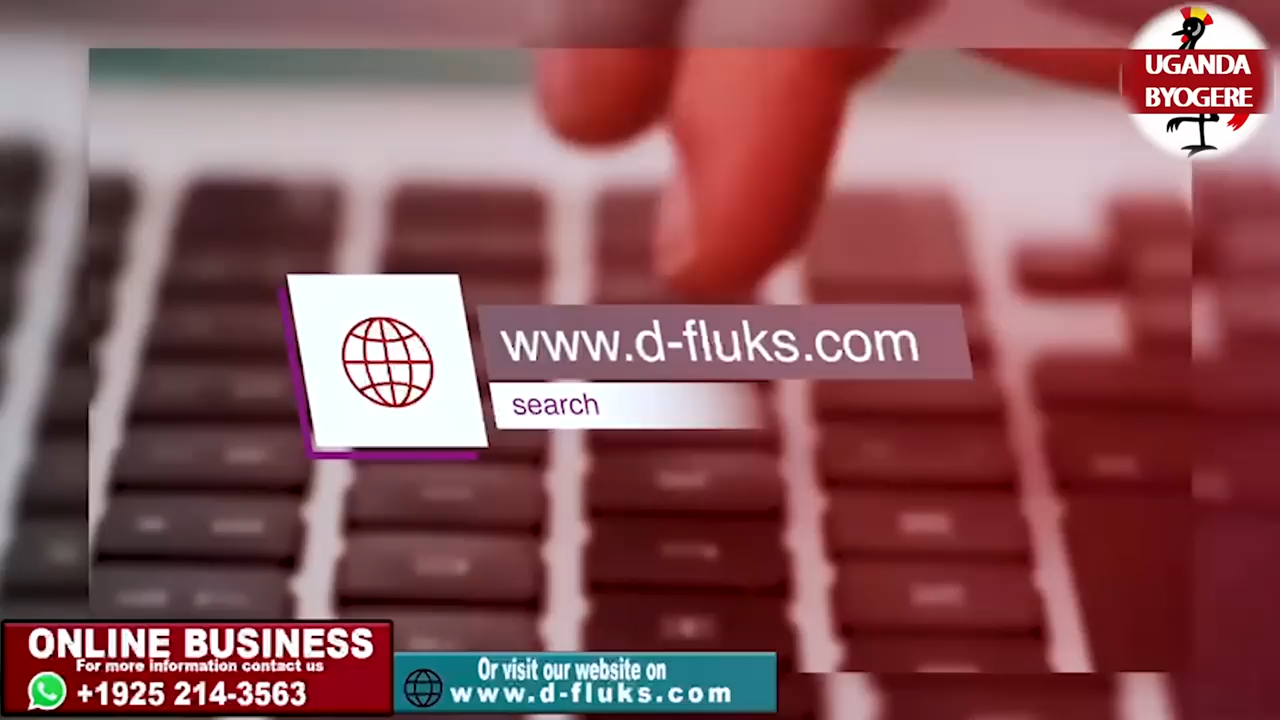 UGANDA
BYOGERE
www.d-fluks.com
search
ONLINE BUSINESS
For more information contact us
+1925 214-3563
Or visit our website on
www.d-fluks.com